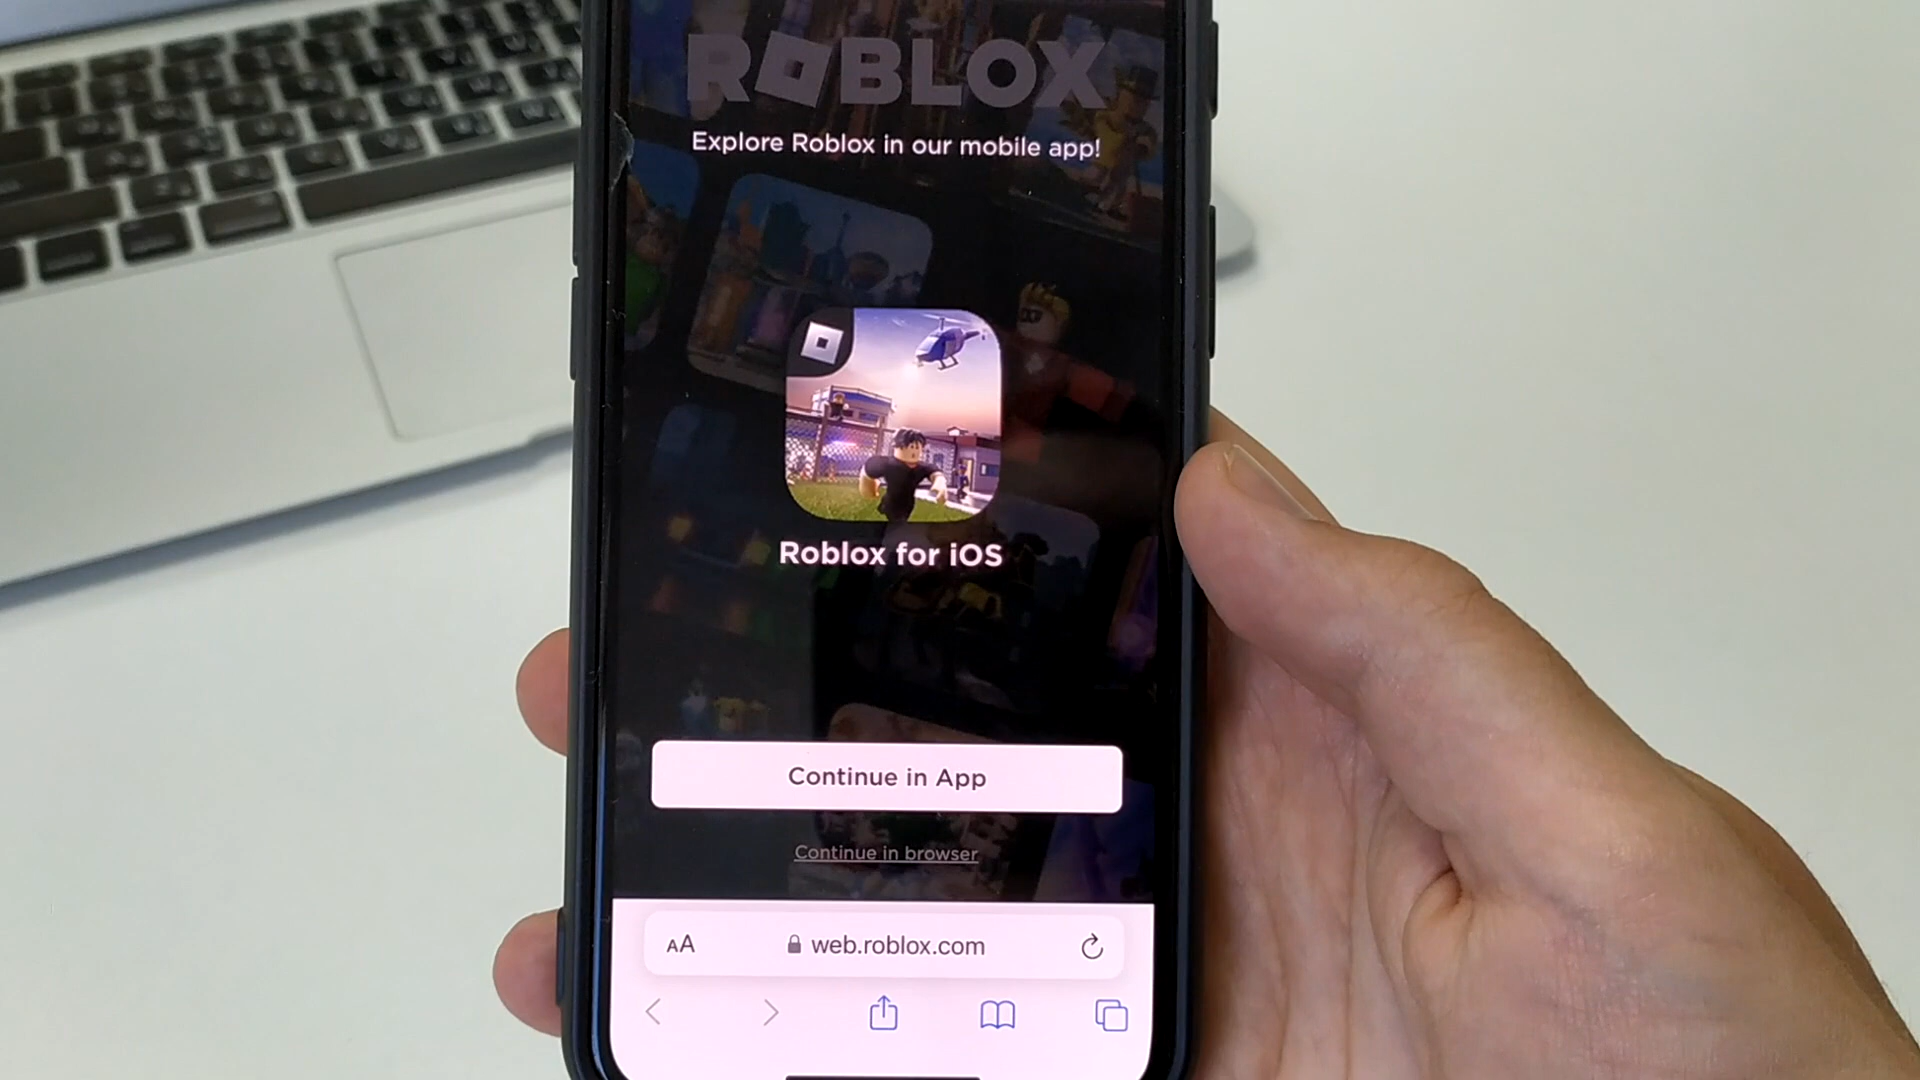 ROBLOX
Explore Roblox in our mobile app!
Roblox for iOS
Continue in App
Continue in browser
AA web.roblox.com